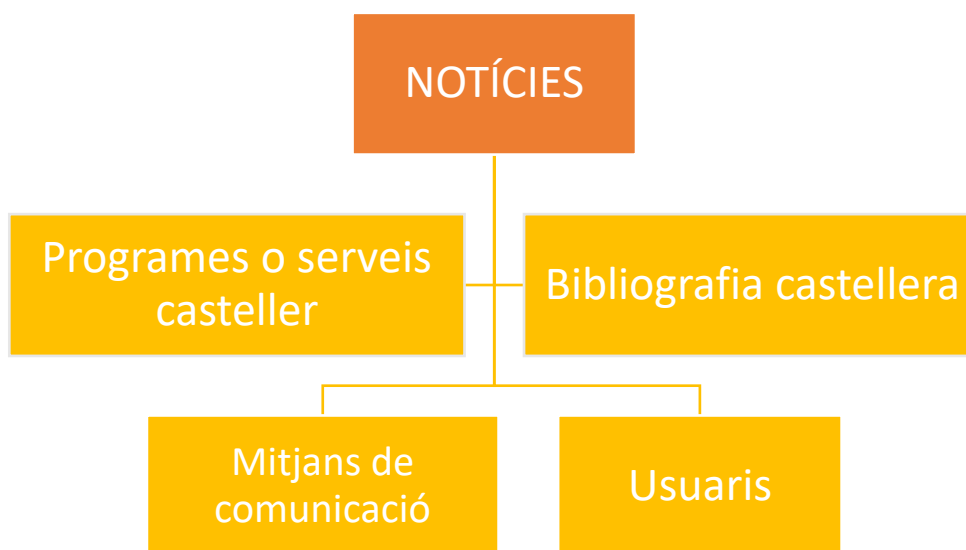 NOTÍCIES
Programes o serveis
casteller
Bibliografia castellera
Mitjans de
comunicació
Usuaris